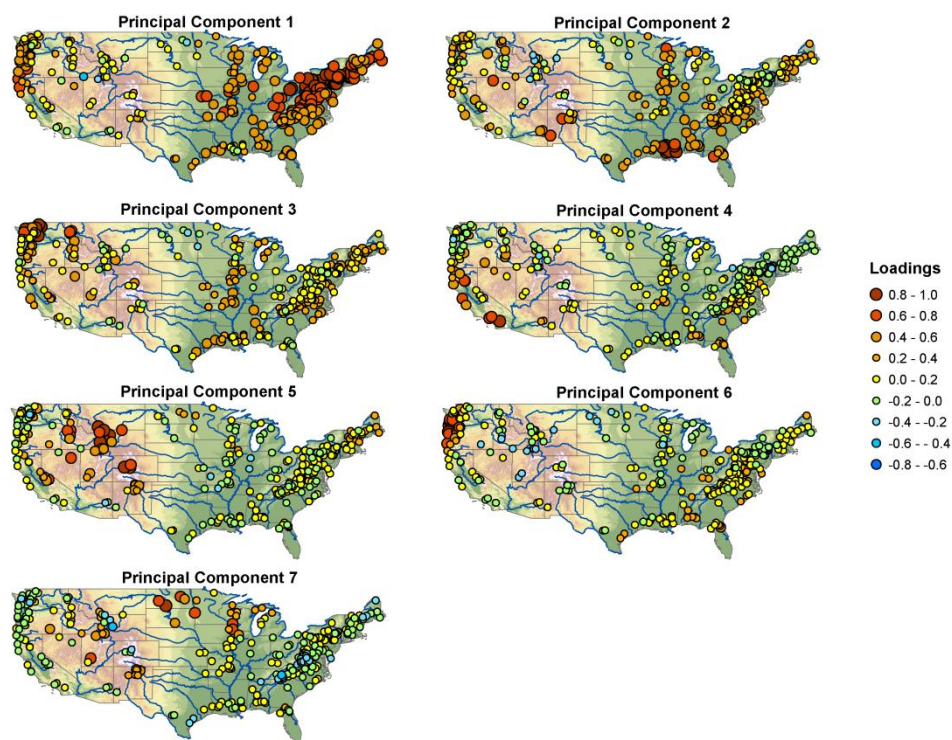 Principal Component 1
Principal Component 2
Principal Component 3
Principal Component 4
Principal Component 5
Principal Component 6
Principal Component 7
Loadings
0.8 - 1.0
0.6 - 0.8
0.4 - 0.6
0.2 - 0.4
0.0 - 0.2
-0.2 - 0.0
-0.4 - -0.2
-0.6 - - 0.4
-0.8 - -0.6